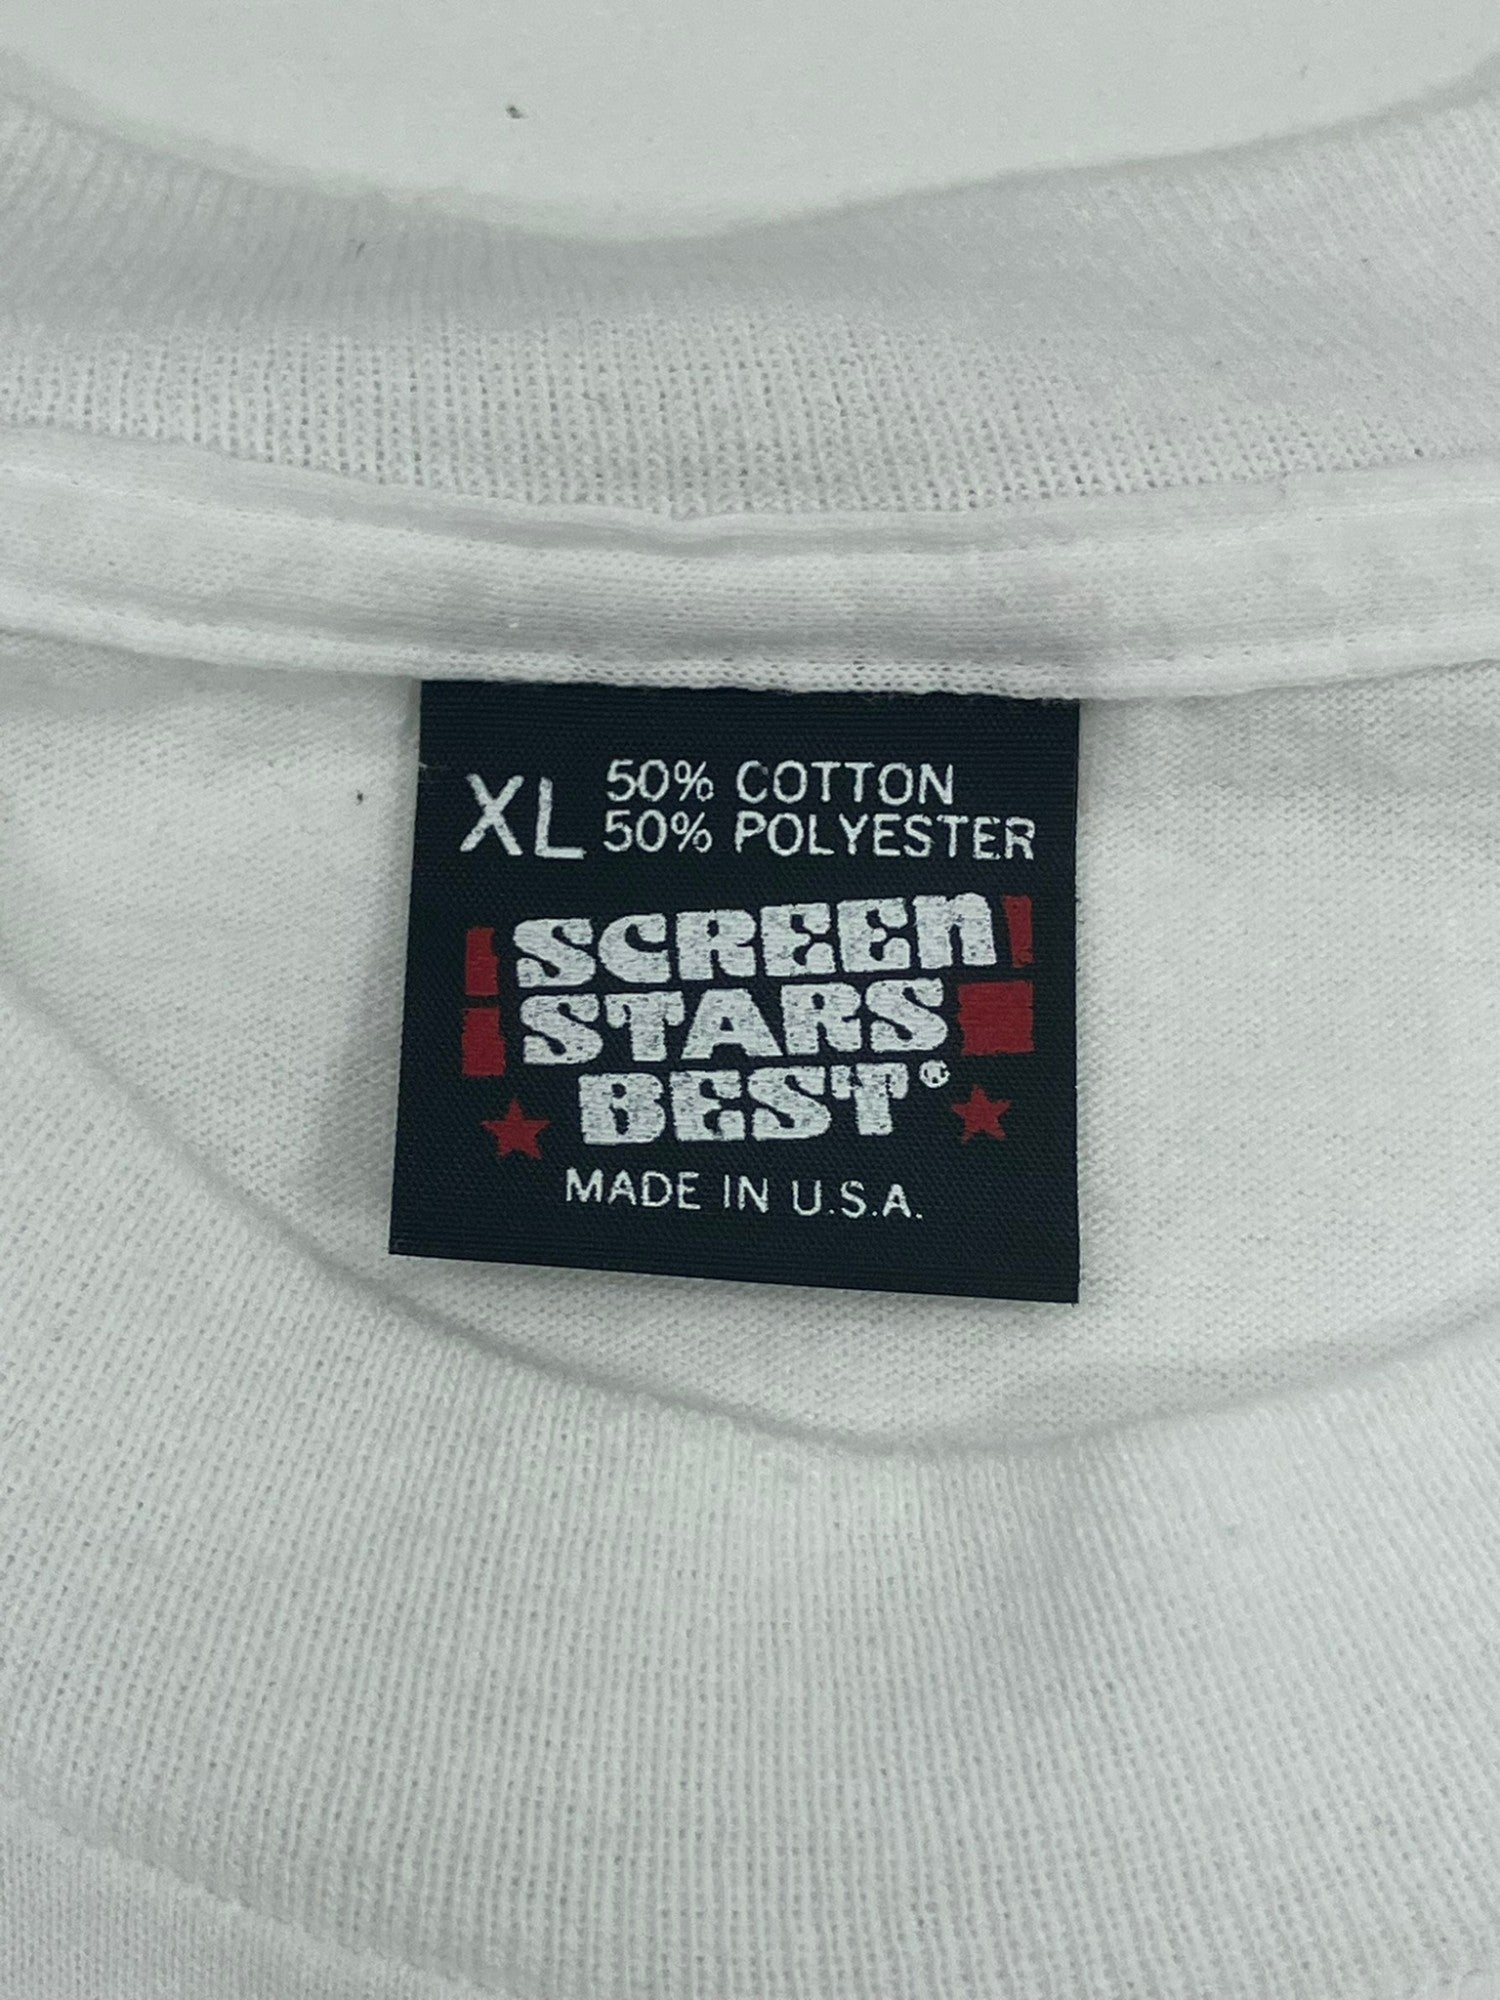 XL 50% COTTON
50% POLYESTER
SCREEN
STARS
BEST®
MADE IN U.S.A.